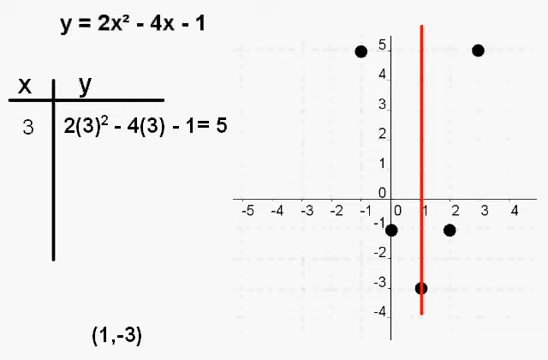 y = 2x² - 4x - 1
x y
3 2(3)² - 4(3) - 1= 5
(1,-3)
5
4
3
2
1
0
-5 -4 -3 -2 -1 0 1 2 3 4
-1
-2
-3
-4